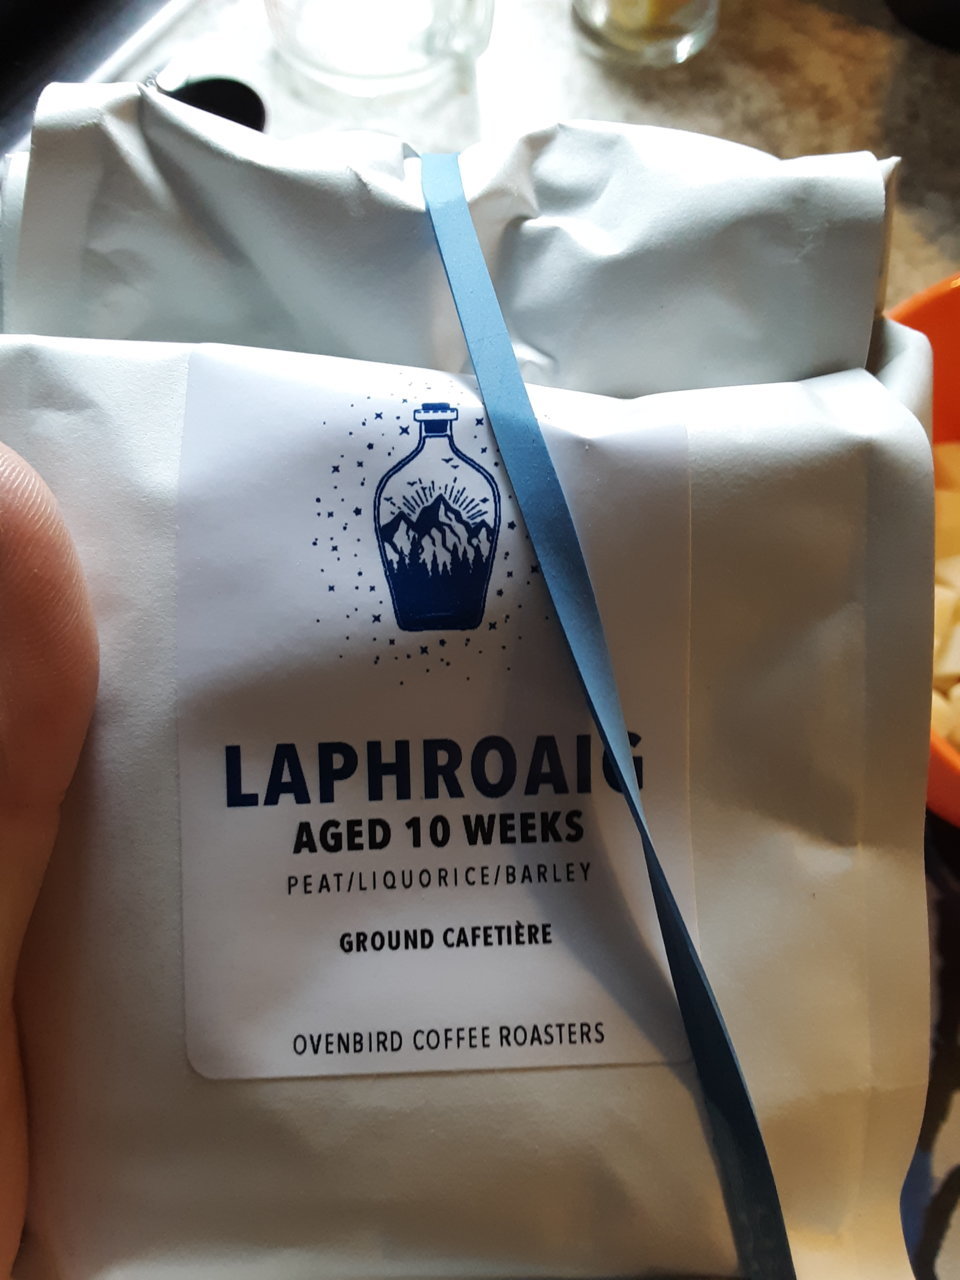 LAPHROAIG
AGED 10 WEEKS
PEAT/LIQUORICE/BARLEY
GROUND CAFETIÈRE
OVENBIRD COFFEE ROASTERS